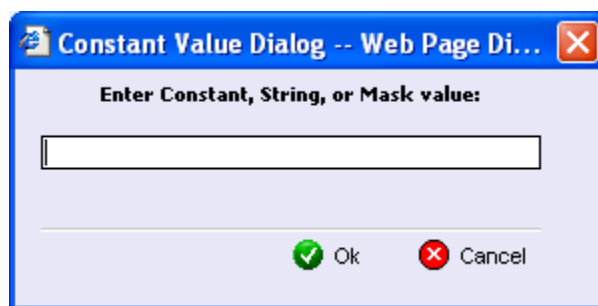 Constant Value Dialog -- Web Page Di...
Enter Constant, String, or Mask value:
Ok Cancel